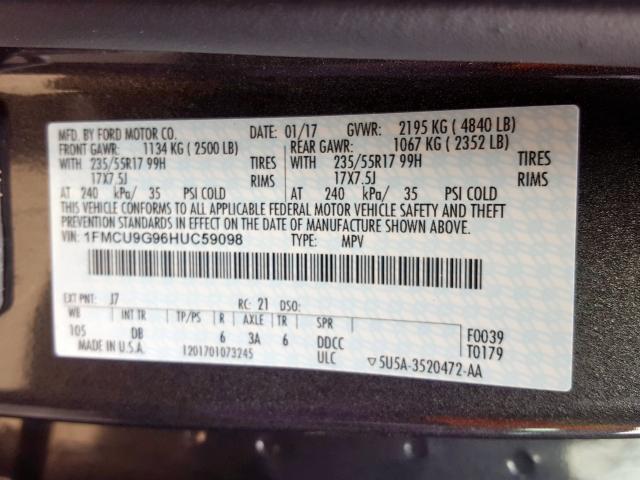 MFD. BY FORD MOTOR CO. DATE: 01/17 GVWR: 2195 KG ( 4840 LB)
FRONT GAWR: 1134 KG ( 2500 LB) REAR GAWR: 1067 KG ( 2352 LB)
WITH 235/55R17 99H TIRES WITH 235/55R17 99H TIRES
17X7.5J RIMS 17X7.5J RIMS
AT 240 kPa/ 35 PSI COLD AT 240 kPa/ 35 PSI COLD
THIS VEHICLE CONFORMS TO ALL APPLICABLE FEDERAL MOTOR VEHICLE SAFETY AND THEFT
PREVENTION STANDARDS IN EFFECT ON THE DATE OF MANUFACTURE SHOWN ABOVE.
VIN: 1FMCU9G96HUC59098 TYPE: MPV
EXT PNT: J7 RC: 21 DSO:
WB INT TR TP/PS R AXLE TR SPR
105 DB 6 3A 6 DDCC F0039
MADE IN U.S.A. 1201701073245 ULC T0179
▽5U5A-3520472-AA